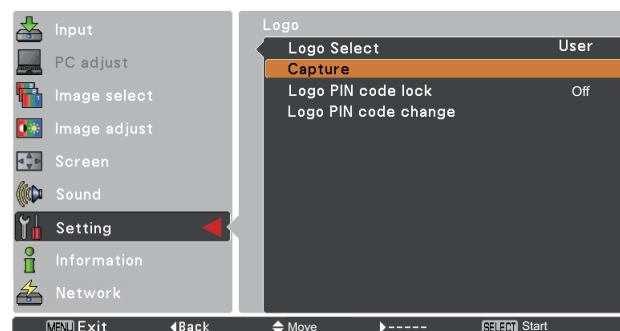 Input
PC adjust
Image select
Image adjust
Screen
Sound
Setting
Information
Network
Logo
Logo Select User
Capture
Logo PIN code lock Off
Logo PIN code change
MENU Exit Back Move ----- SELECT Start